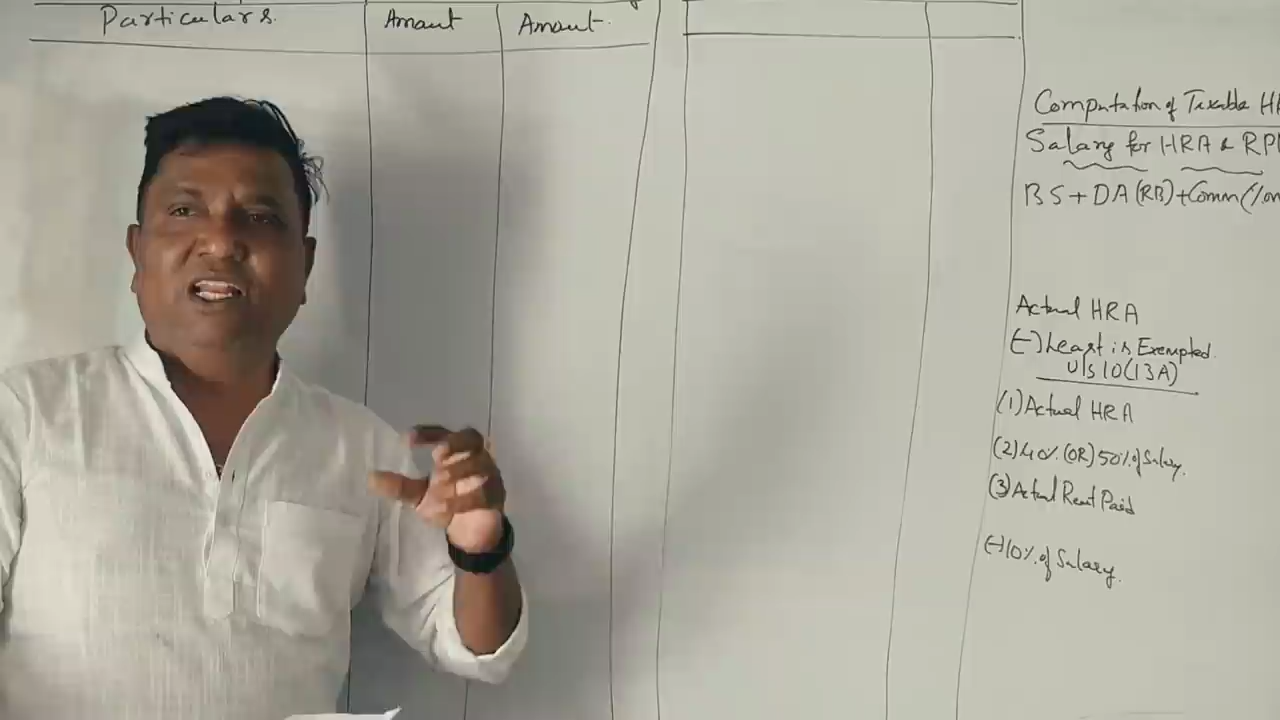 Particulars. Amount Amount.
Computation of Taxable H
Salary for HRA & RP
BS + DA (RB) + Comm (% on
Actual HRA
(-) Least is Exempted.
U/s 10(13A)
(1) Actual HRA
(2) 40% (OR) 50% of Salary.
(3) Actual Rent Paid
(-) 10% of Salary.